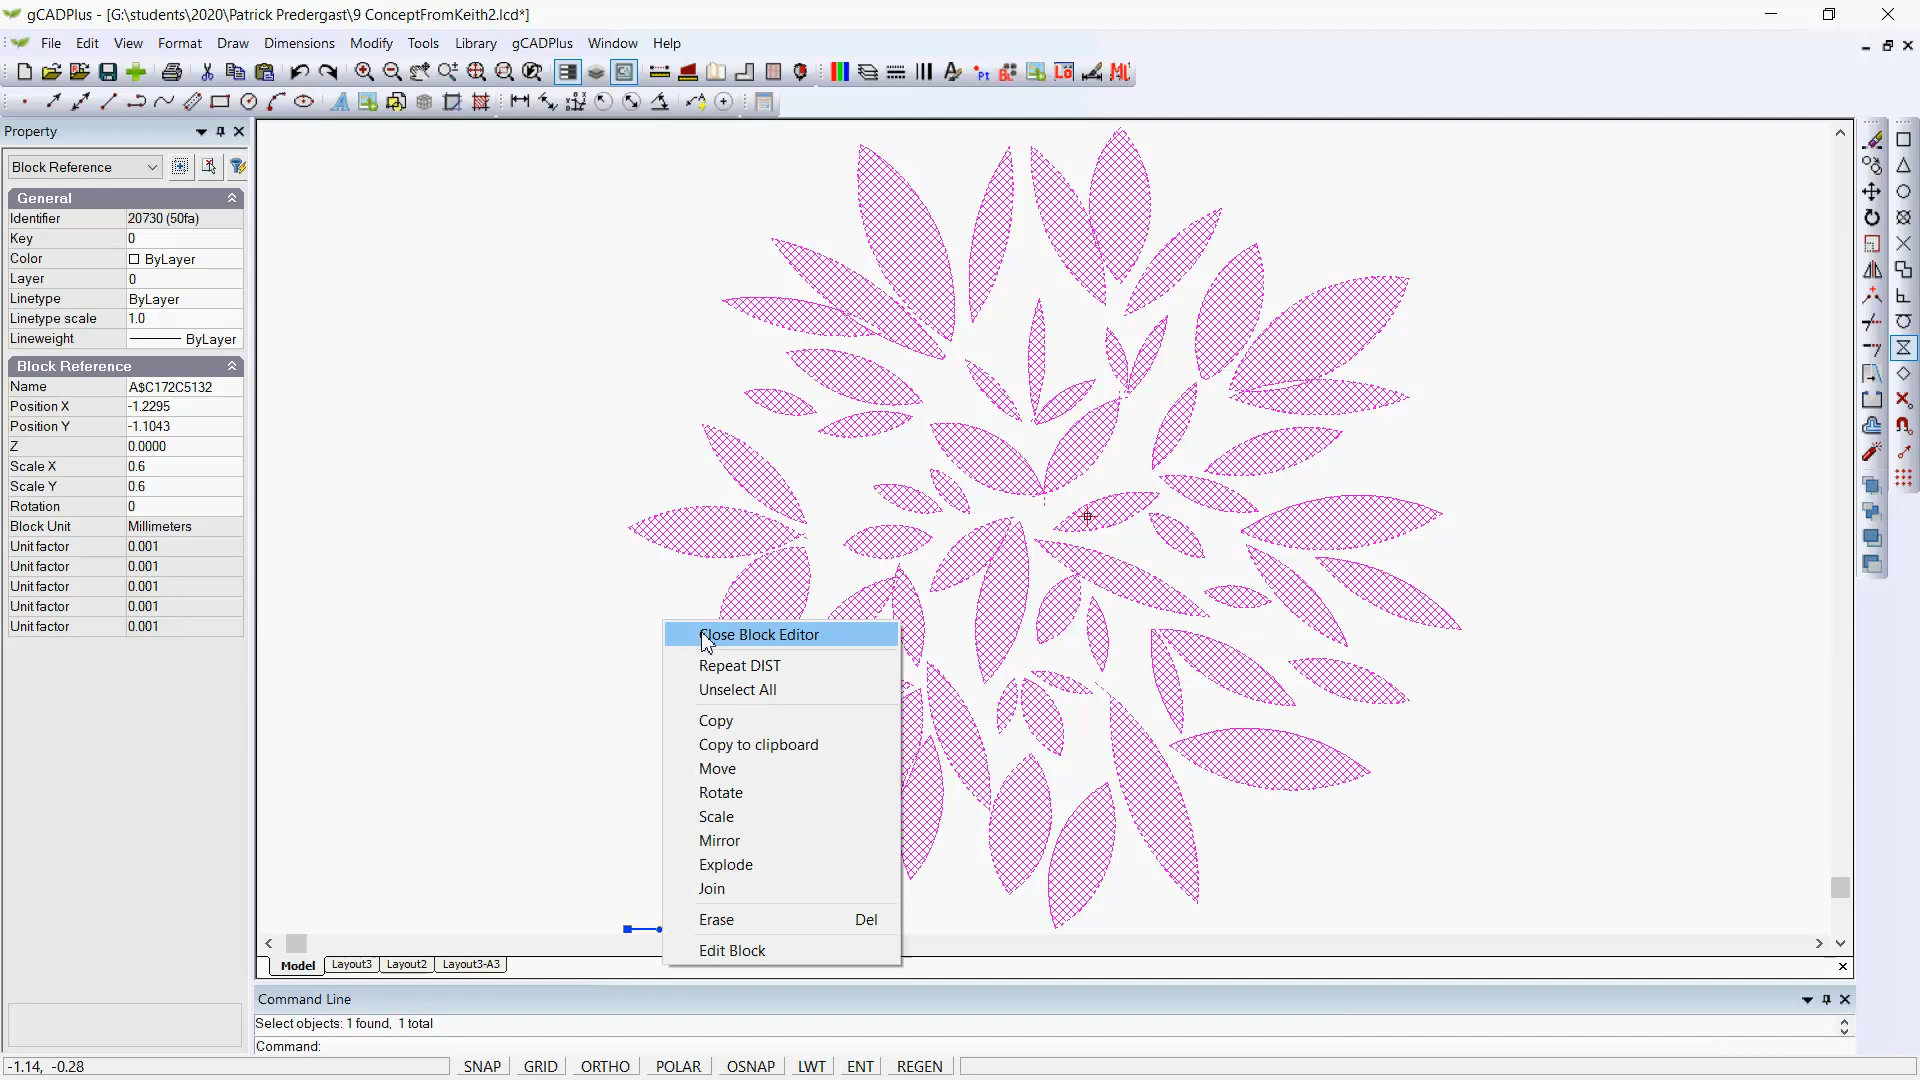 gCADPlus - [G:\students\2020\Patrick Predergast\9 ConceptFromKeith2.lcd*]
File Edit View Format Draw Dimensions Modify Tools Library gCADPlus Window Help
Property
Block Reference
General
Identifier 20730 (50fa)
Key 0
Color ByLayer
Layer 0
Linetype ByLayer
Linetype scale 1.0
Lineweight ByLayer
Block Reference
Name A$C172C5132
Position X -1.2295
Position Y -1.1043
Z 0.0000
Scale X 0.6
Scale Y 0.6
Rotation 0
Block Unit Millimeters
Unit factor 0.001
Unit factor 0.001
Unit factor 0.001
Unit factor 0.001
Unit factor 0.001
Close Block Editor
Repeat DIST
Unselect All
Copy
Copy to clipboard
Move
Rotate
Scale
Mirror
Explode
Join
Erase Del
Edit Block
Model Layout3 Layout2 Layout3-A3
Command Line
Select objects: 1 found, 1 total
Command:
-1.14, -0.28 SNAP GRID ORTHO POLAR OSNAP LWT ENT REGEN